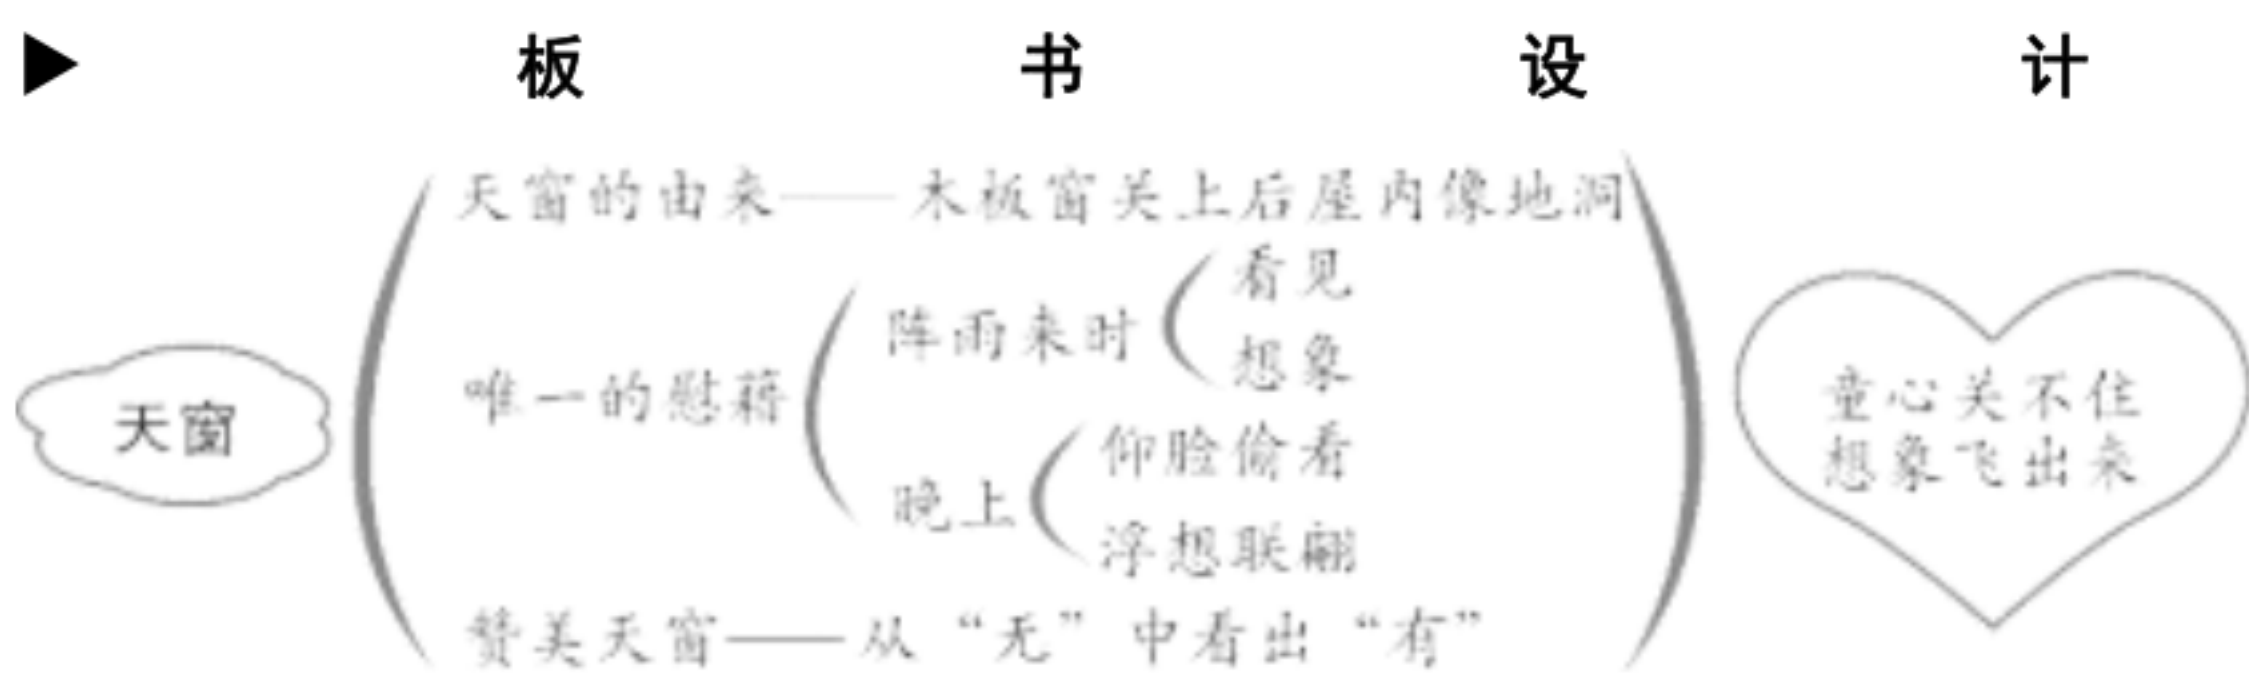 ▶ 板书设计
天窗的由来——木板窗关上后屋内像地洞
看见
阵雨来时
想象
唯一的慰藉
天窗
仰脸偷看
晚上
浮想联翩
赞美天窗——从“无”中看出“有”
童心关不住
想象飞出来